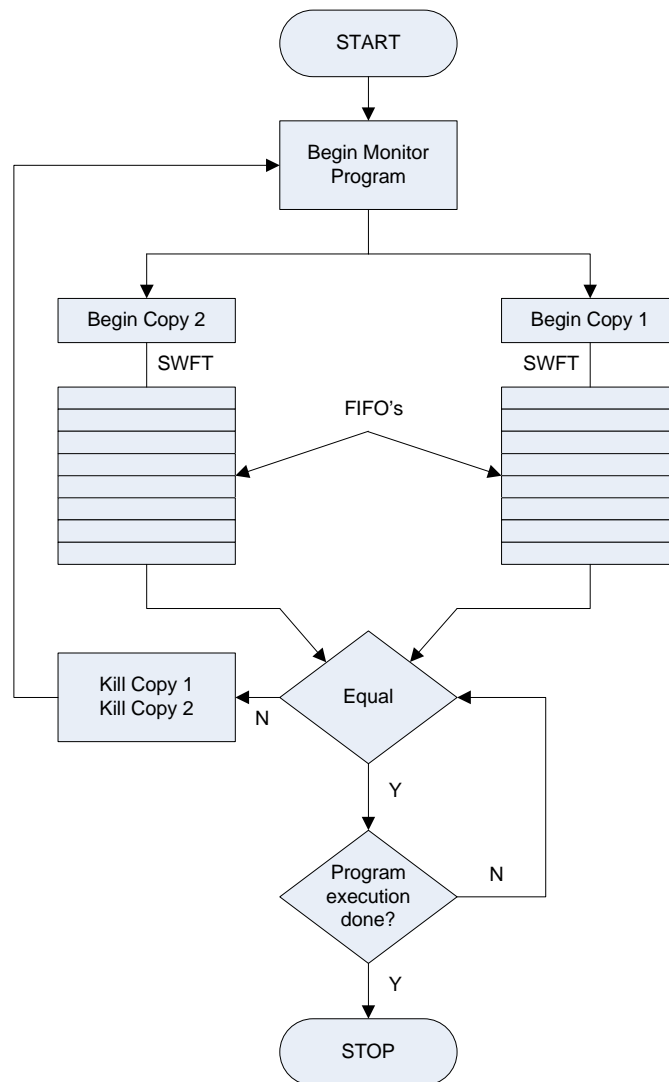 START
Begin Monitor
Program
Begin Copy 2
Begin Copy 1
SWFT
SWFT
FIFO's
Kill Copy 1
Kill Copy 2
N
Equal
Y
Program
execution
done?
N
Y
STOP